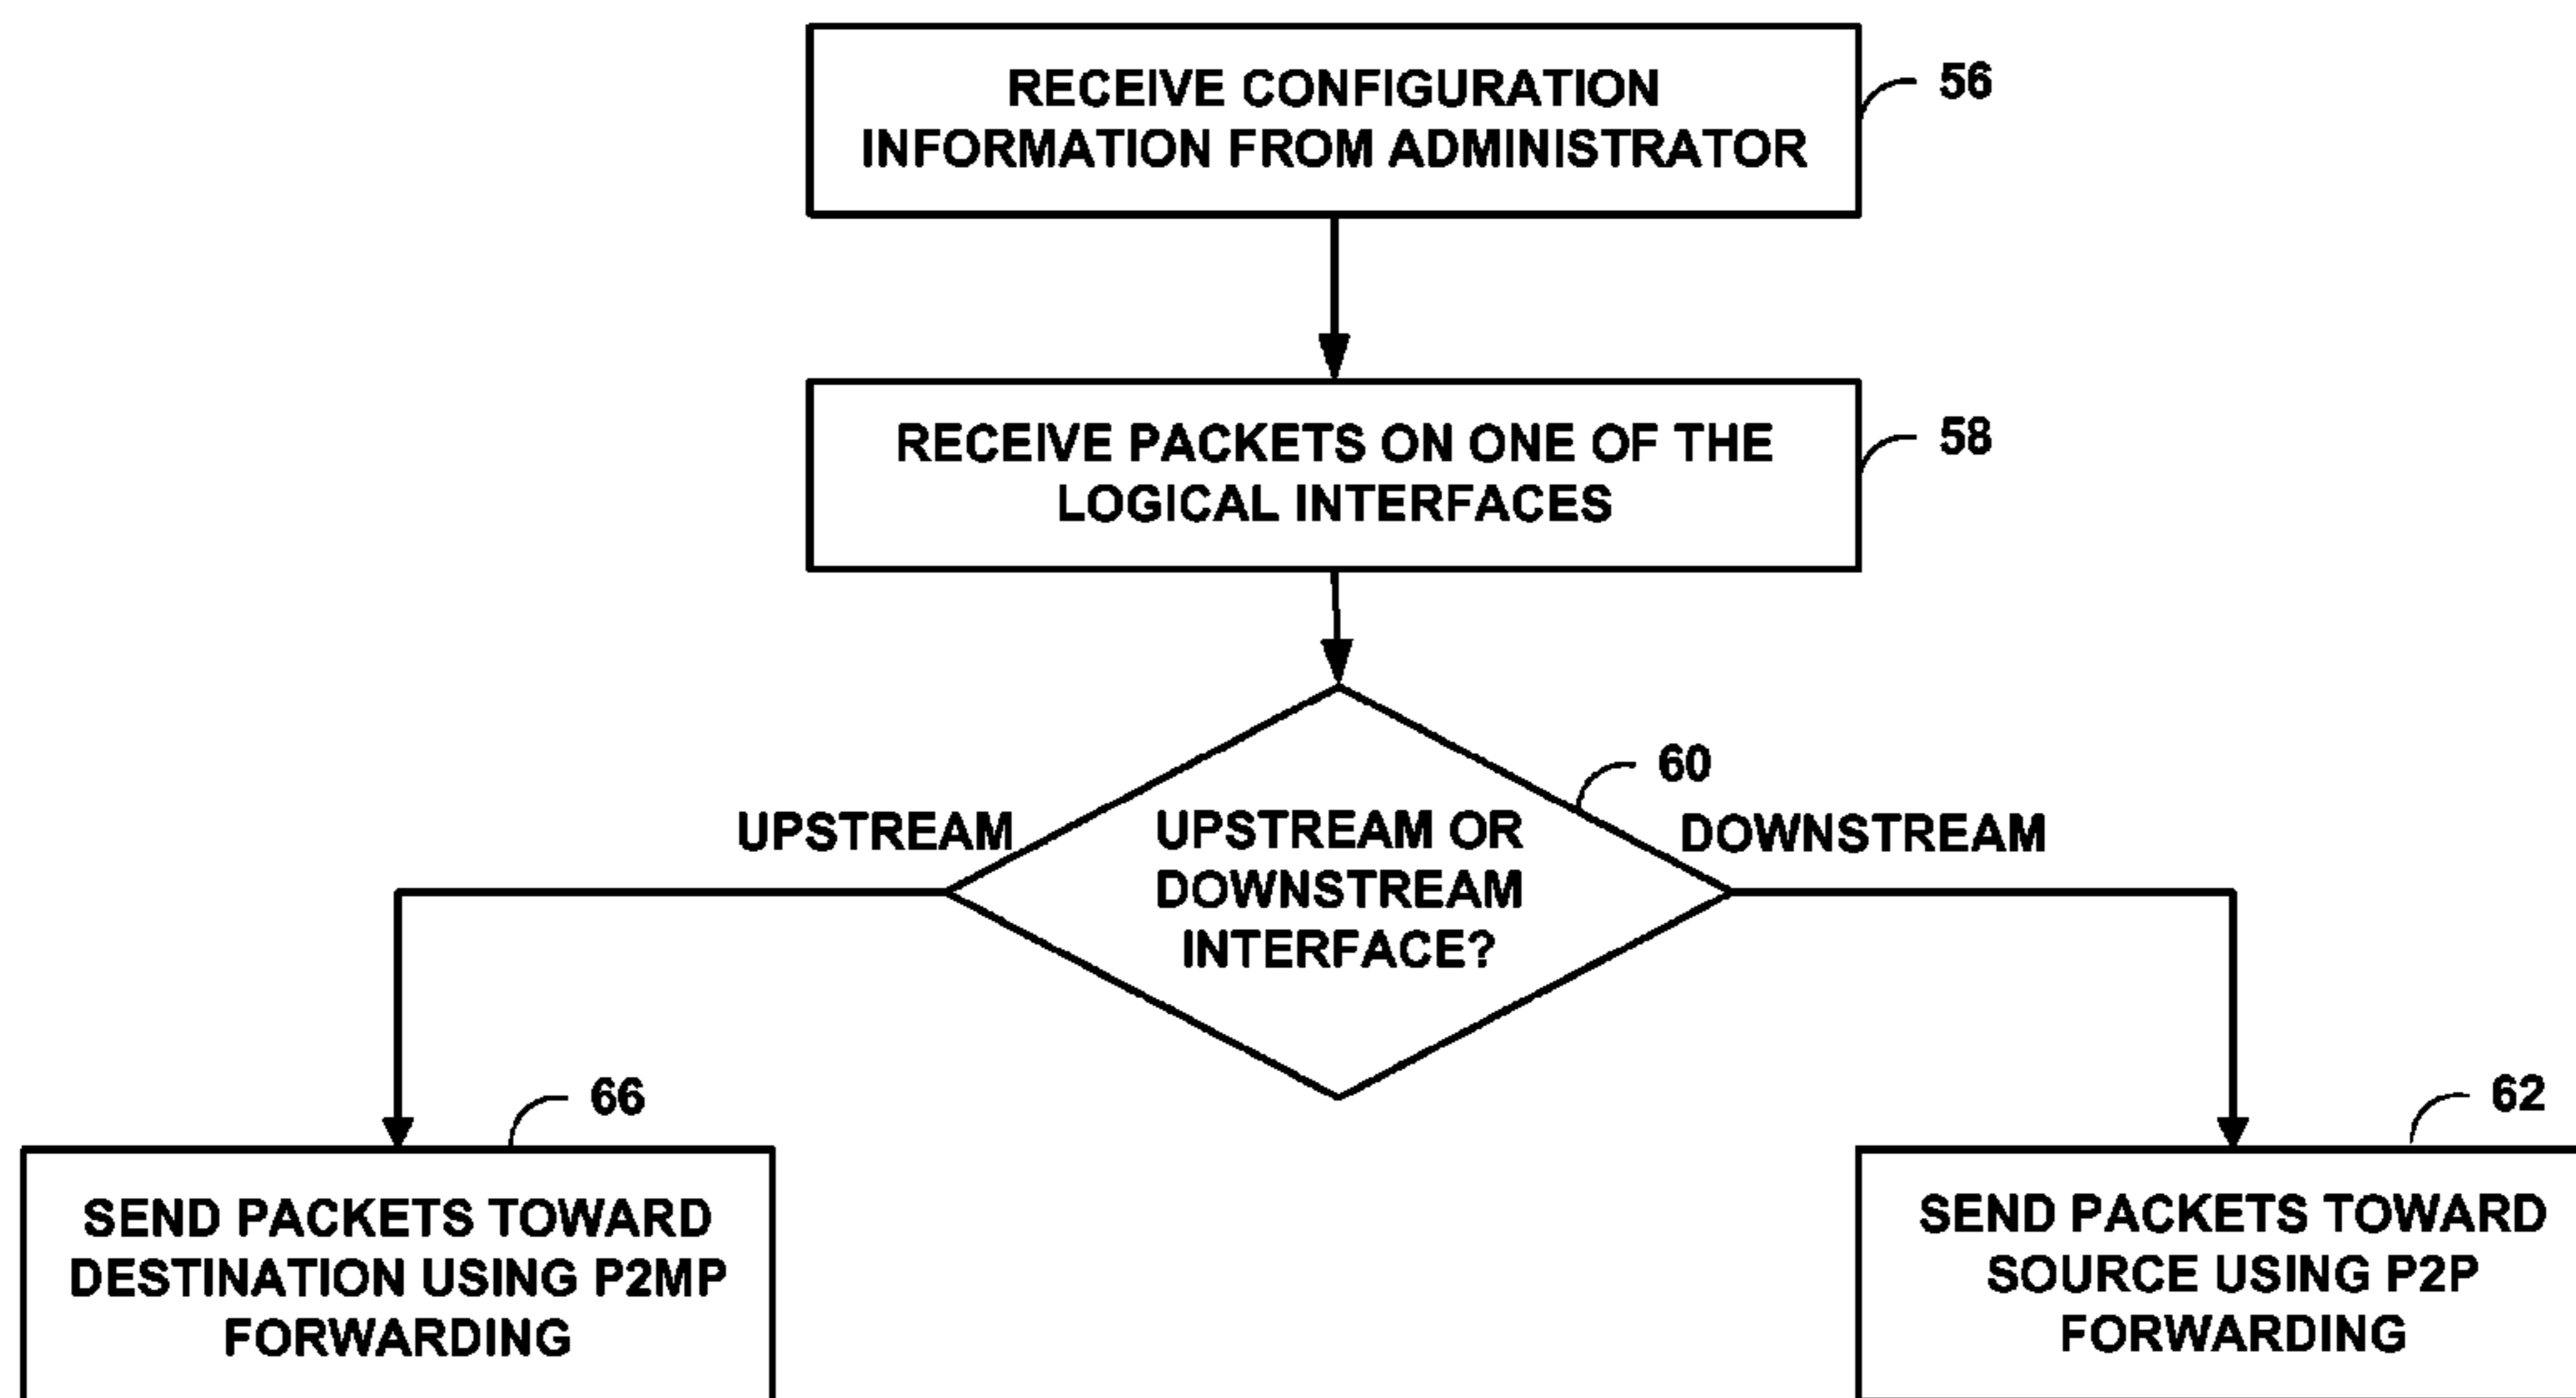 RECEIVE CONFIGURATION
INFORMATION FROM ADMINISTRATOR
56
RECEIVE PACKETS ON ONE OF THE
LOGICAL INTERFACES
58
60
UPSTREAM
UPSTREAM OR
DOWNSTREAM
INTERFACE?
DOWNSTREAM
66
SEND PACKETS TOWARD
DESTINATION USING P2MP
FORWARDING
62
SEND PACKETS TOWARD
SOURCE USING P2P
FORWARDING